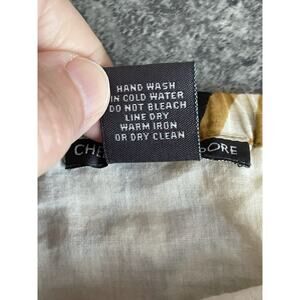 HAND WASH
IN COLD WATER
DO NOT BLEACH
LINE DRY
WARM IRON
OR DRY CLEAN